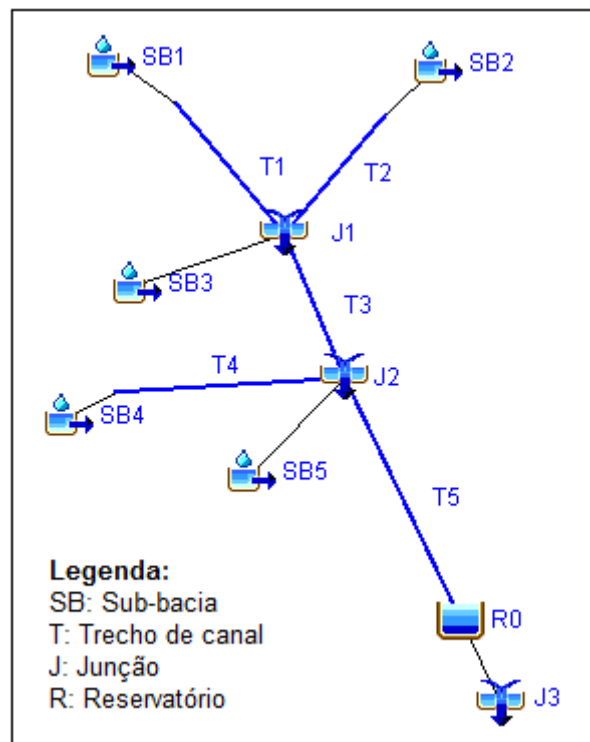 SB1
SB2
T1
T2
J1
SB3
T3
T4
J2
SB4
SB5
T5
Legenda:
SB: Sub-bacia
T: Trecho de canal
J: Junção
R: Reservatório
R0
J3